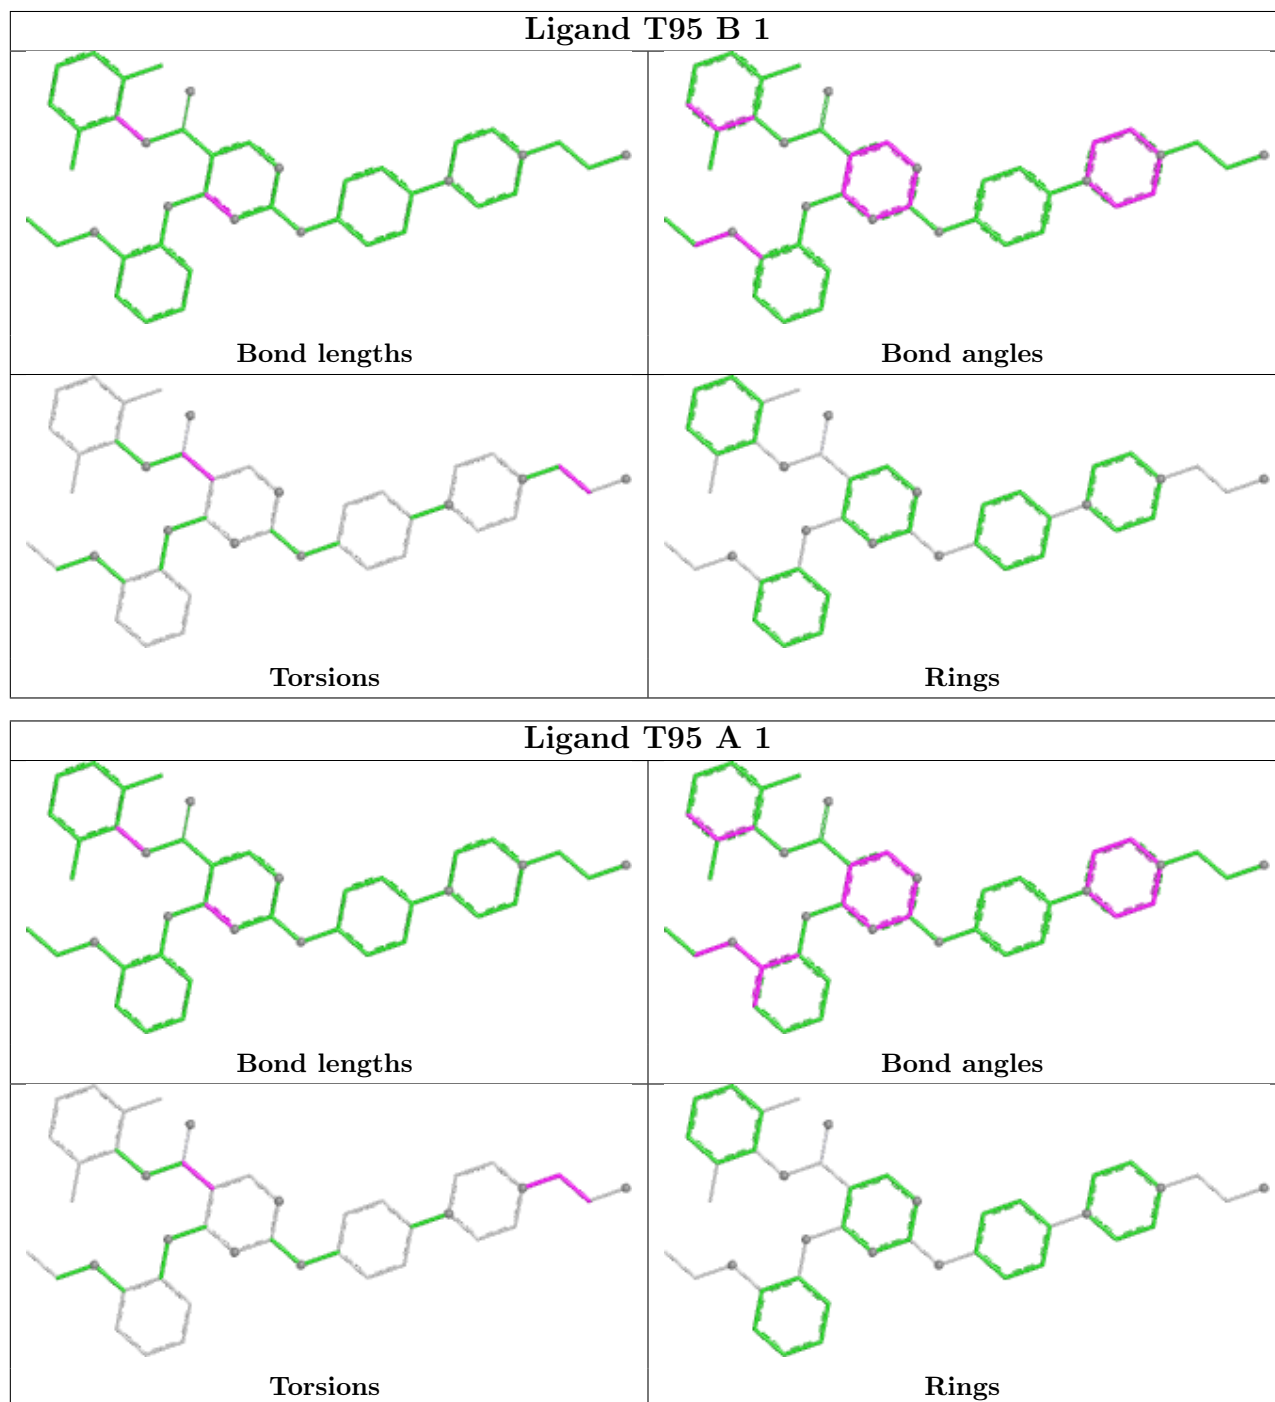 Ligand T95 B 1
Bond lengths
Bond angles
Torsions
Rings
Ligand T95 A 1
Bond lengths
Bond angles
Torsions
Rings